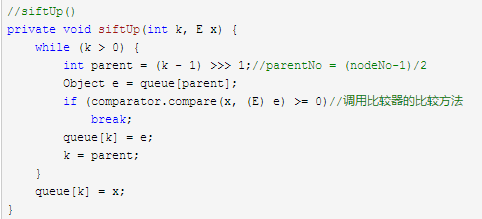 //siftUp()
private void siftUp(int k, E x) {
    while (k > 0) {
        int parent = (k - 1) >>> 1;//parentNo = (nodeNo-1)/2
        Object e = queue[parent];
        if (comparator.compare(x, (E) e) >= 0)//调用比较器的比较方法
            break;
        queue[k] = e;
        k = parent;
    }
    queue[k] = x;
}